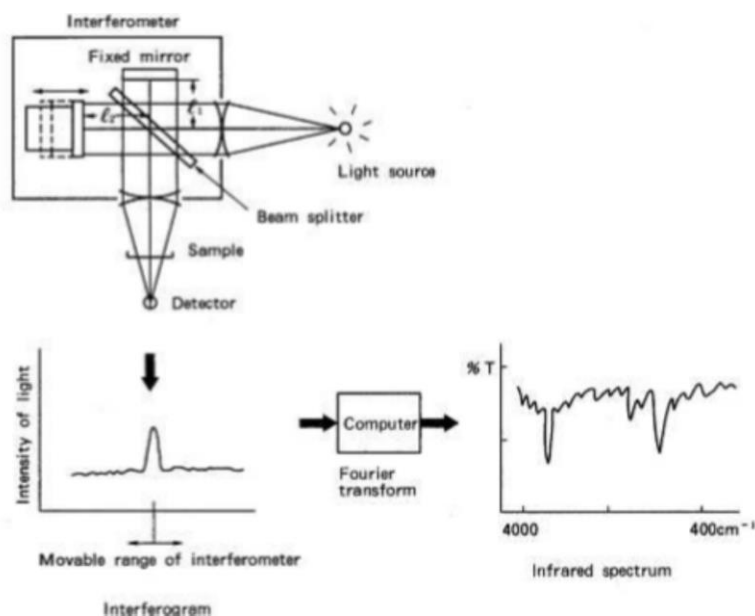 Interferometer
Fixed mirror
ℓ₂
ℓ₁
Light source
Beam splitter
Sample
Detector
Intensity of light
Movable range of interferometer
Interferogram
Computer
Fourier
transform
% T
4000
400cm⁻¹
Infrared spectrum